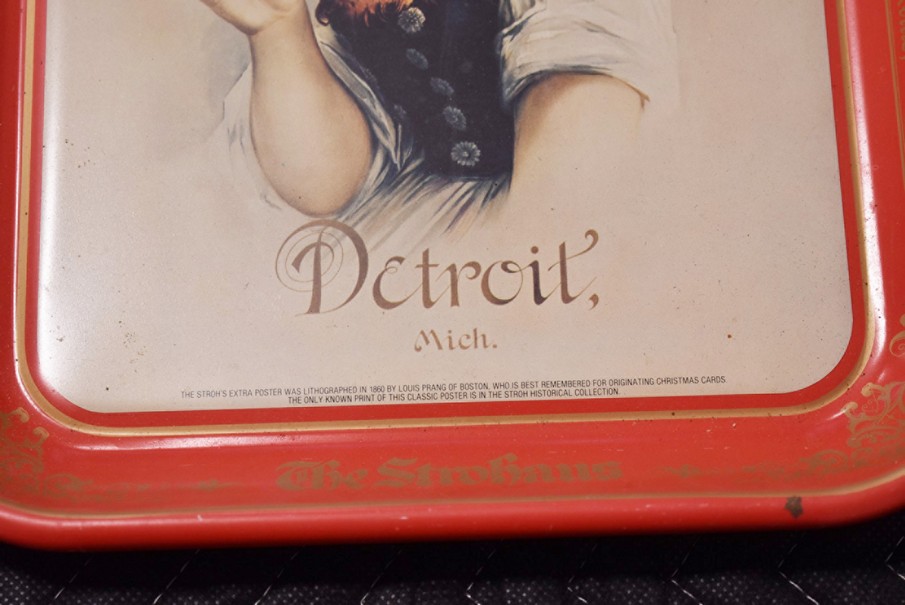 Detroit,
Mich.
THE STROH'S EXTRA POSTER WAS LITHOGRAPHED IN 1860 BY LOUIS PRANG OF BOSTON, WHO IS BEST REMEMBERED FOR ORIGINATING CHRISTMAS CARDS.
THE ONLY KNOWN PRINT OF THIS CLASSIC POSTER IS IN THE STROH HISTORICAL COLLECTION.
The Strohaus